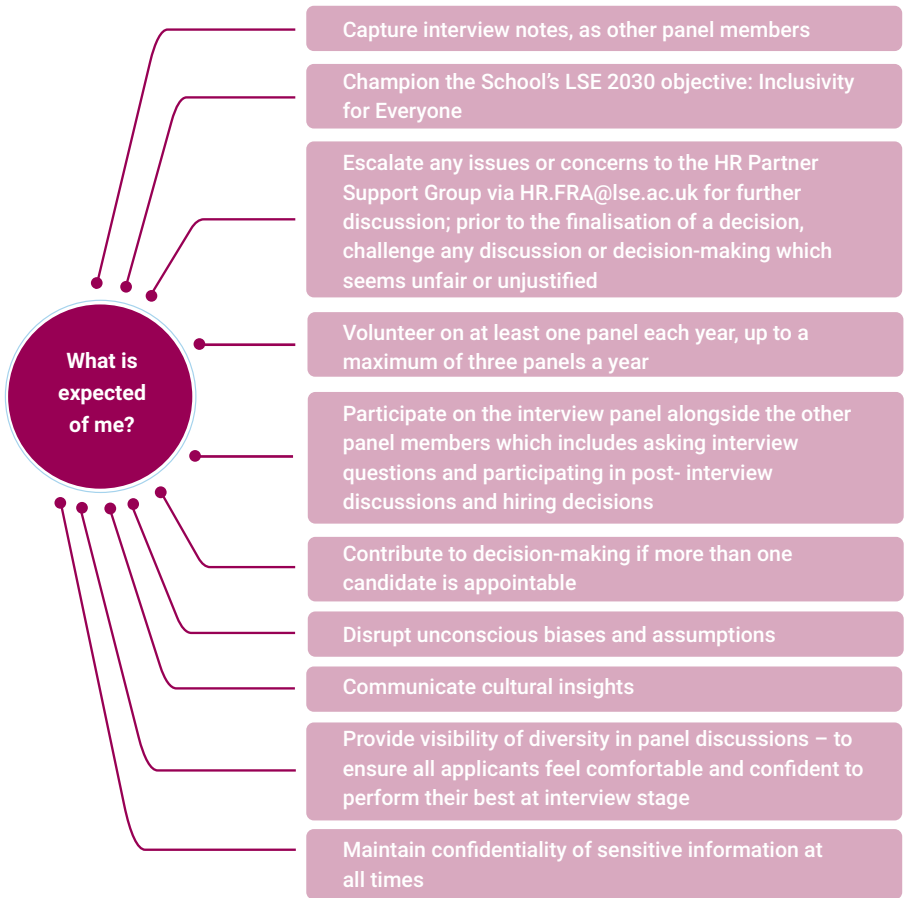 Capture interview notes, as other panel members
Champion the School's LSE 2030 objective: Inclusivity
for Everyone
Escalate any issues or concerns to the HR Partner
Support Group via HR.FRA@lse.ac.uk for further
discussion; prior to the finalisation of a decision,
challenge any discussion or decision-making which
seems unfair or unjustified
What is
expected
of me?
Volunteer on at least one panel each year, up to a
maximum of three panels a year
Participate on the interview panel alongside the other
panel members which includes asking interview
questions and participating in post- interview
discussions and hiring decisions
Contribute to decision-making if more than one
candidate is appointable
Disrupt unconscious biases and assumptions
Communicate cultural insights
Provide visibility of diversity in panel discussions – to
ensure all applicants feel comfortable and confident to
perform their best at interview stage
Maintain confidentiality of sensitive information at
all times